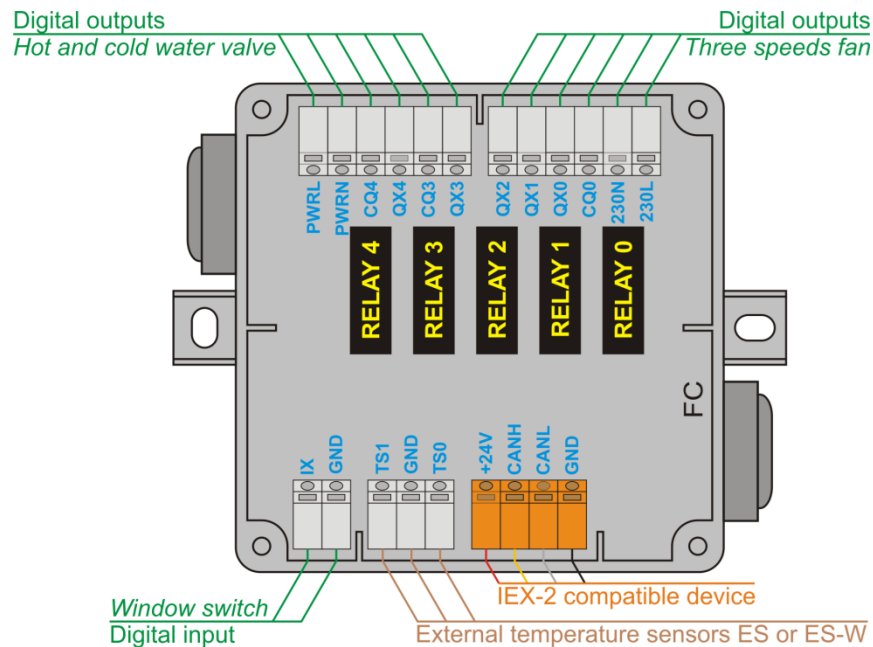 Digital outputs
Hot and cold water valve
Digital outputs
Three speeds fan
PWRL
PWRN
CQ4
QX4
CQ3
QX3
QX2
QX1
QX0
CQ0
230N
230L
RELAY 4
RELAY 3
RELAY 2
RELAY 1
RELAY 0
FC
IX
GND
TS1
GND
TS0
+24V
CANH
CANL
GND
IEX-2 compatible device
Window switch
Digital input
External temperature sensors ES or ES-W